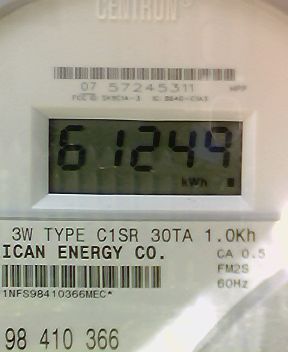 CENTRON®
07 57245311
61249
kWh
3W TYPE C1SR 30TA 1.0Kh
ICAN ENERGY CO.
CA 0.5
FM2S
60Hz
1NFS98410366MEC*
98 410 366